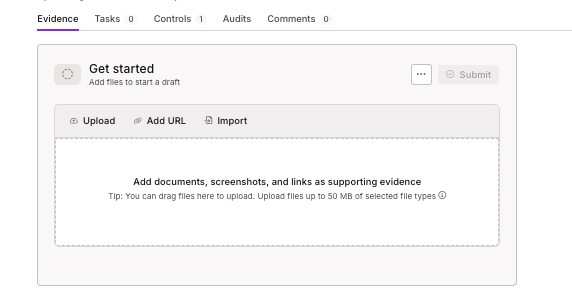 Evidence Tasks 0 Controls 1 Audits Comments 0
Get started
Add files to start a draft
... Submit
Upload Add URL Import
Add documents, screenshots, and links as supporting evidence
Tip: You can drag files here to upload. Upload files up to 50 MB of selected file types